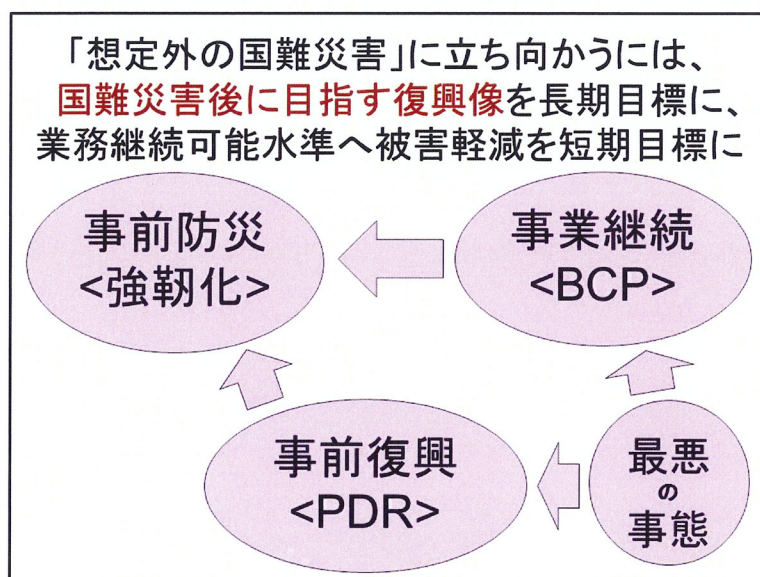 「想定外の国難災害」に立ち向かうには、
国難災害後に目指す復興像を長期目標に、
業務継続可能水準へ被害軽減を短期目標に
事前防災
<強靭化>
事業継続
<BCP>
事前復興
<PDR>
最悪
の
事態